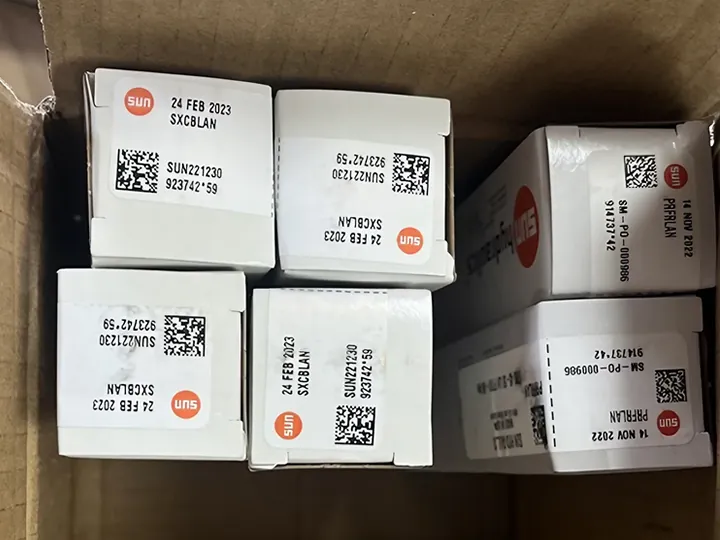 sun
24 FEB 2023
SXCBLAN
SUN221230
923742*59
sun
24 FEB 2023
SXCBLAN
SUN221230
923742*59
sun
24 FEB 2023
SXCBLAN
SUN221230
923742*59
sun
24 FEB 2023
SXCBLAN
SUN221230
923742*59
sun hydraulics
sun
14 NOV 2022
PRFRLAN
SM-PO-000986
914737*42
sun
14 NOV 2022
PRFRLAN
SM-PO-000986
914737*42